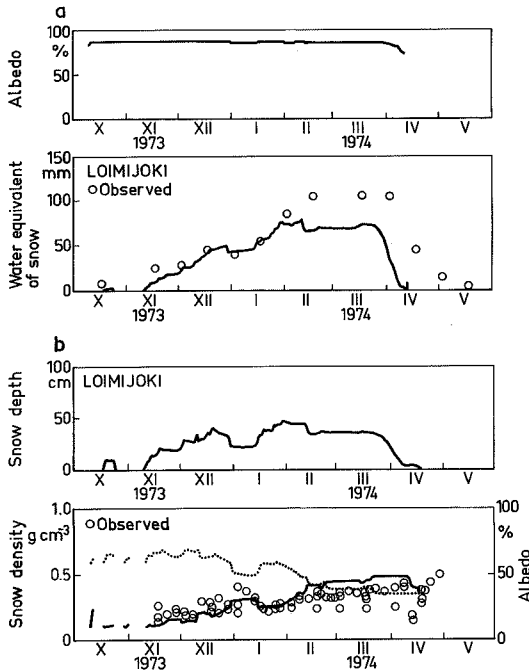 a
100
%
50
0
Albedo
X XI XII I II III IV V
1973 1974
150
mm
100
50
0
LOIMIJOKI
Observed
Water equivalent
of snow
X XI XII I II III IV V
1973 1974
b
100
cm
50
0
LOIMIJOKI
Snow depth
X XI XII I II III IV V
1973 1974
1.0
g cm-3
0.5
0
Observed
Snow density
100
%
50
0
Albedo
X XI XII I II III IV V
1973 1974